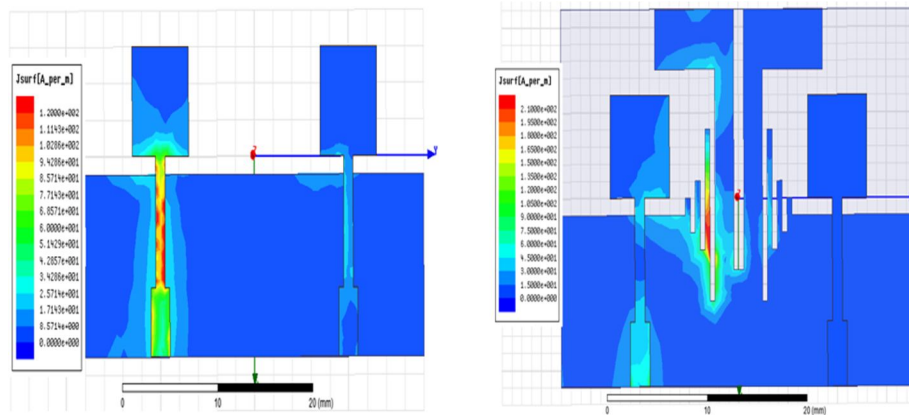 Jsurf[A_per_m]
1.2000e+002
1.1143e+002
1.0286e+002
9.4286e+001
8.5714e+001
7.7143e+001
6.8571e+001
6.0000e+001
5.1429e+001
4.2857e+001
3.4286e+001
2.5714e+001
1.7143e+001
8.5714e+000
0.0000e+000
0
10
20 (mm)
Jsurf[A_per_m]
2.1000e+002
1.9500e+002
1.8000e+002
1.6500e+002
1.5000e+002
1.3500e+002
1.2000e+002
1.0500e+002
9.0000e+001
7.5000e+001
6.0000e+001
4.5000e+001
3.0000e+001
1.5000e+001
0.0000e+000
0
10
20 (mm)